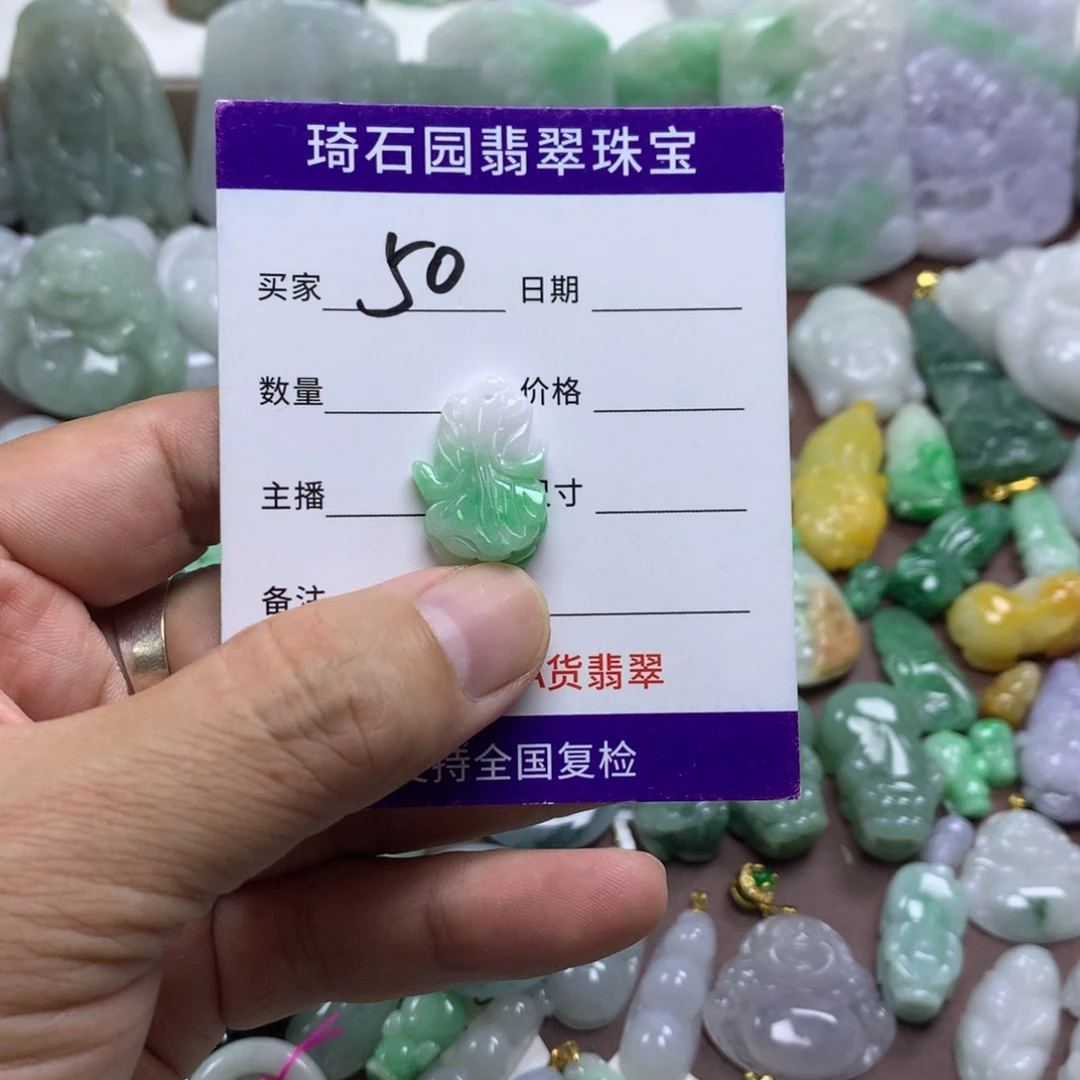 琦石园翡翠珠宝
买家 50 日期
数量 价格
主播 寸
备注
货翡翠
持全国复检